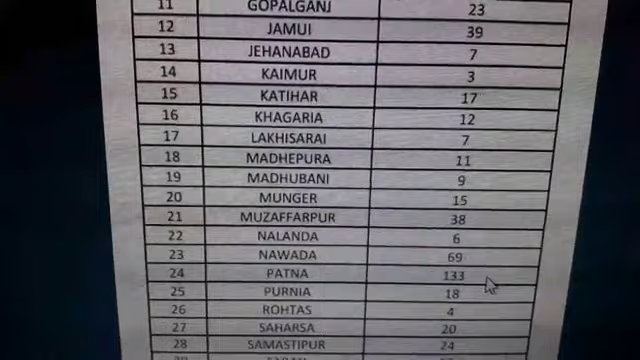 11 GOPALGANJ 23
12 JAMUI 39
13 JEHANABAD 7
14 KAIMUR 3
15 KATIHAR 17
16 KHAGARIA 12
17 LAKHISARAI 7
18 MADHEPURA 11
19 MADHUBANI 9
20 MUNGER 15
21 MUZAFFARPUR 38
22 NALANDA 6
23 NAWADA 69
24 PATNA 133
25 PURNIA 18
26 ROHTAS 4
27 SAHARSA 20
28 SAMASTIPUR 24